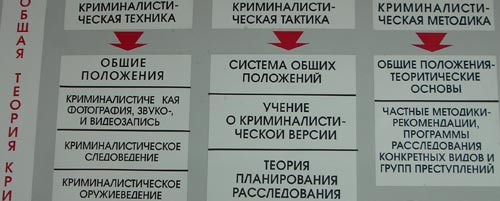 ОБЩАЯ ТЕОРИЯ КРИ
КРИМИНАЛИСТИ-
ЧЕСКАЯ ТЕХНИКА
ОБЩИЕ
ПОЛОЖЕНИЯ
КРИМИНАЛИСТИЧЕ КАЯ
ФОТОГРАФИЯ, ЗВУКО-,
И ВИДЕОЗАПИСЬ
КРИМИНАЛИСТИЧЕСКОЕ
СЛЕДОВЕДЕНИЕ
КРИМИНАЛИСТИЧЕСКОЕ
ОРУЖИЕВЕДЕНИЕ
КРИМИНАЛИСТИ-
ЧЕСКАЯ ТАКТИКА
СИСТЕМА ОБЩИХ
ПОЛОЖЕНИЙ
УЧЕНИЕ
О КРИМИНАЛИСТИ-
ЧЕСКОЙ ВЕРСИИ
ТЕОРИЯ
ПЛАНИРОВАНИЯ
РАССЛЕДОВАНИЯ
КРИМИНАЛИСТИ-
ЧЕСКАЯ МЕТОДИКА
ОБЩИЕ ПОЛОЖЕНИЯ-
ТЕОРИТИЧЕСКИЕ
ОСНОВЫ
ЧАСТНЫЕ МЕТОДИКИ-
РЕКОМЕНДАЦИИ,
ПРОГРАММЫ
РАССЛЕДОВАНИЯ
КОНКРЕТНЫХ ВИДОВ И
ГРУПП ПРЕСТУПЛЕНИЙ